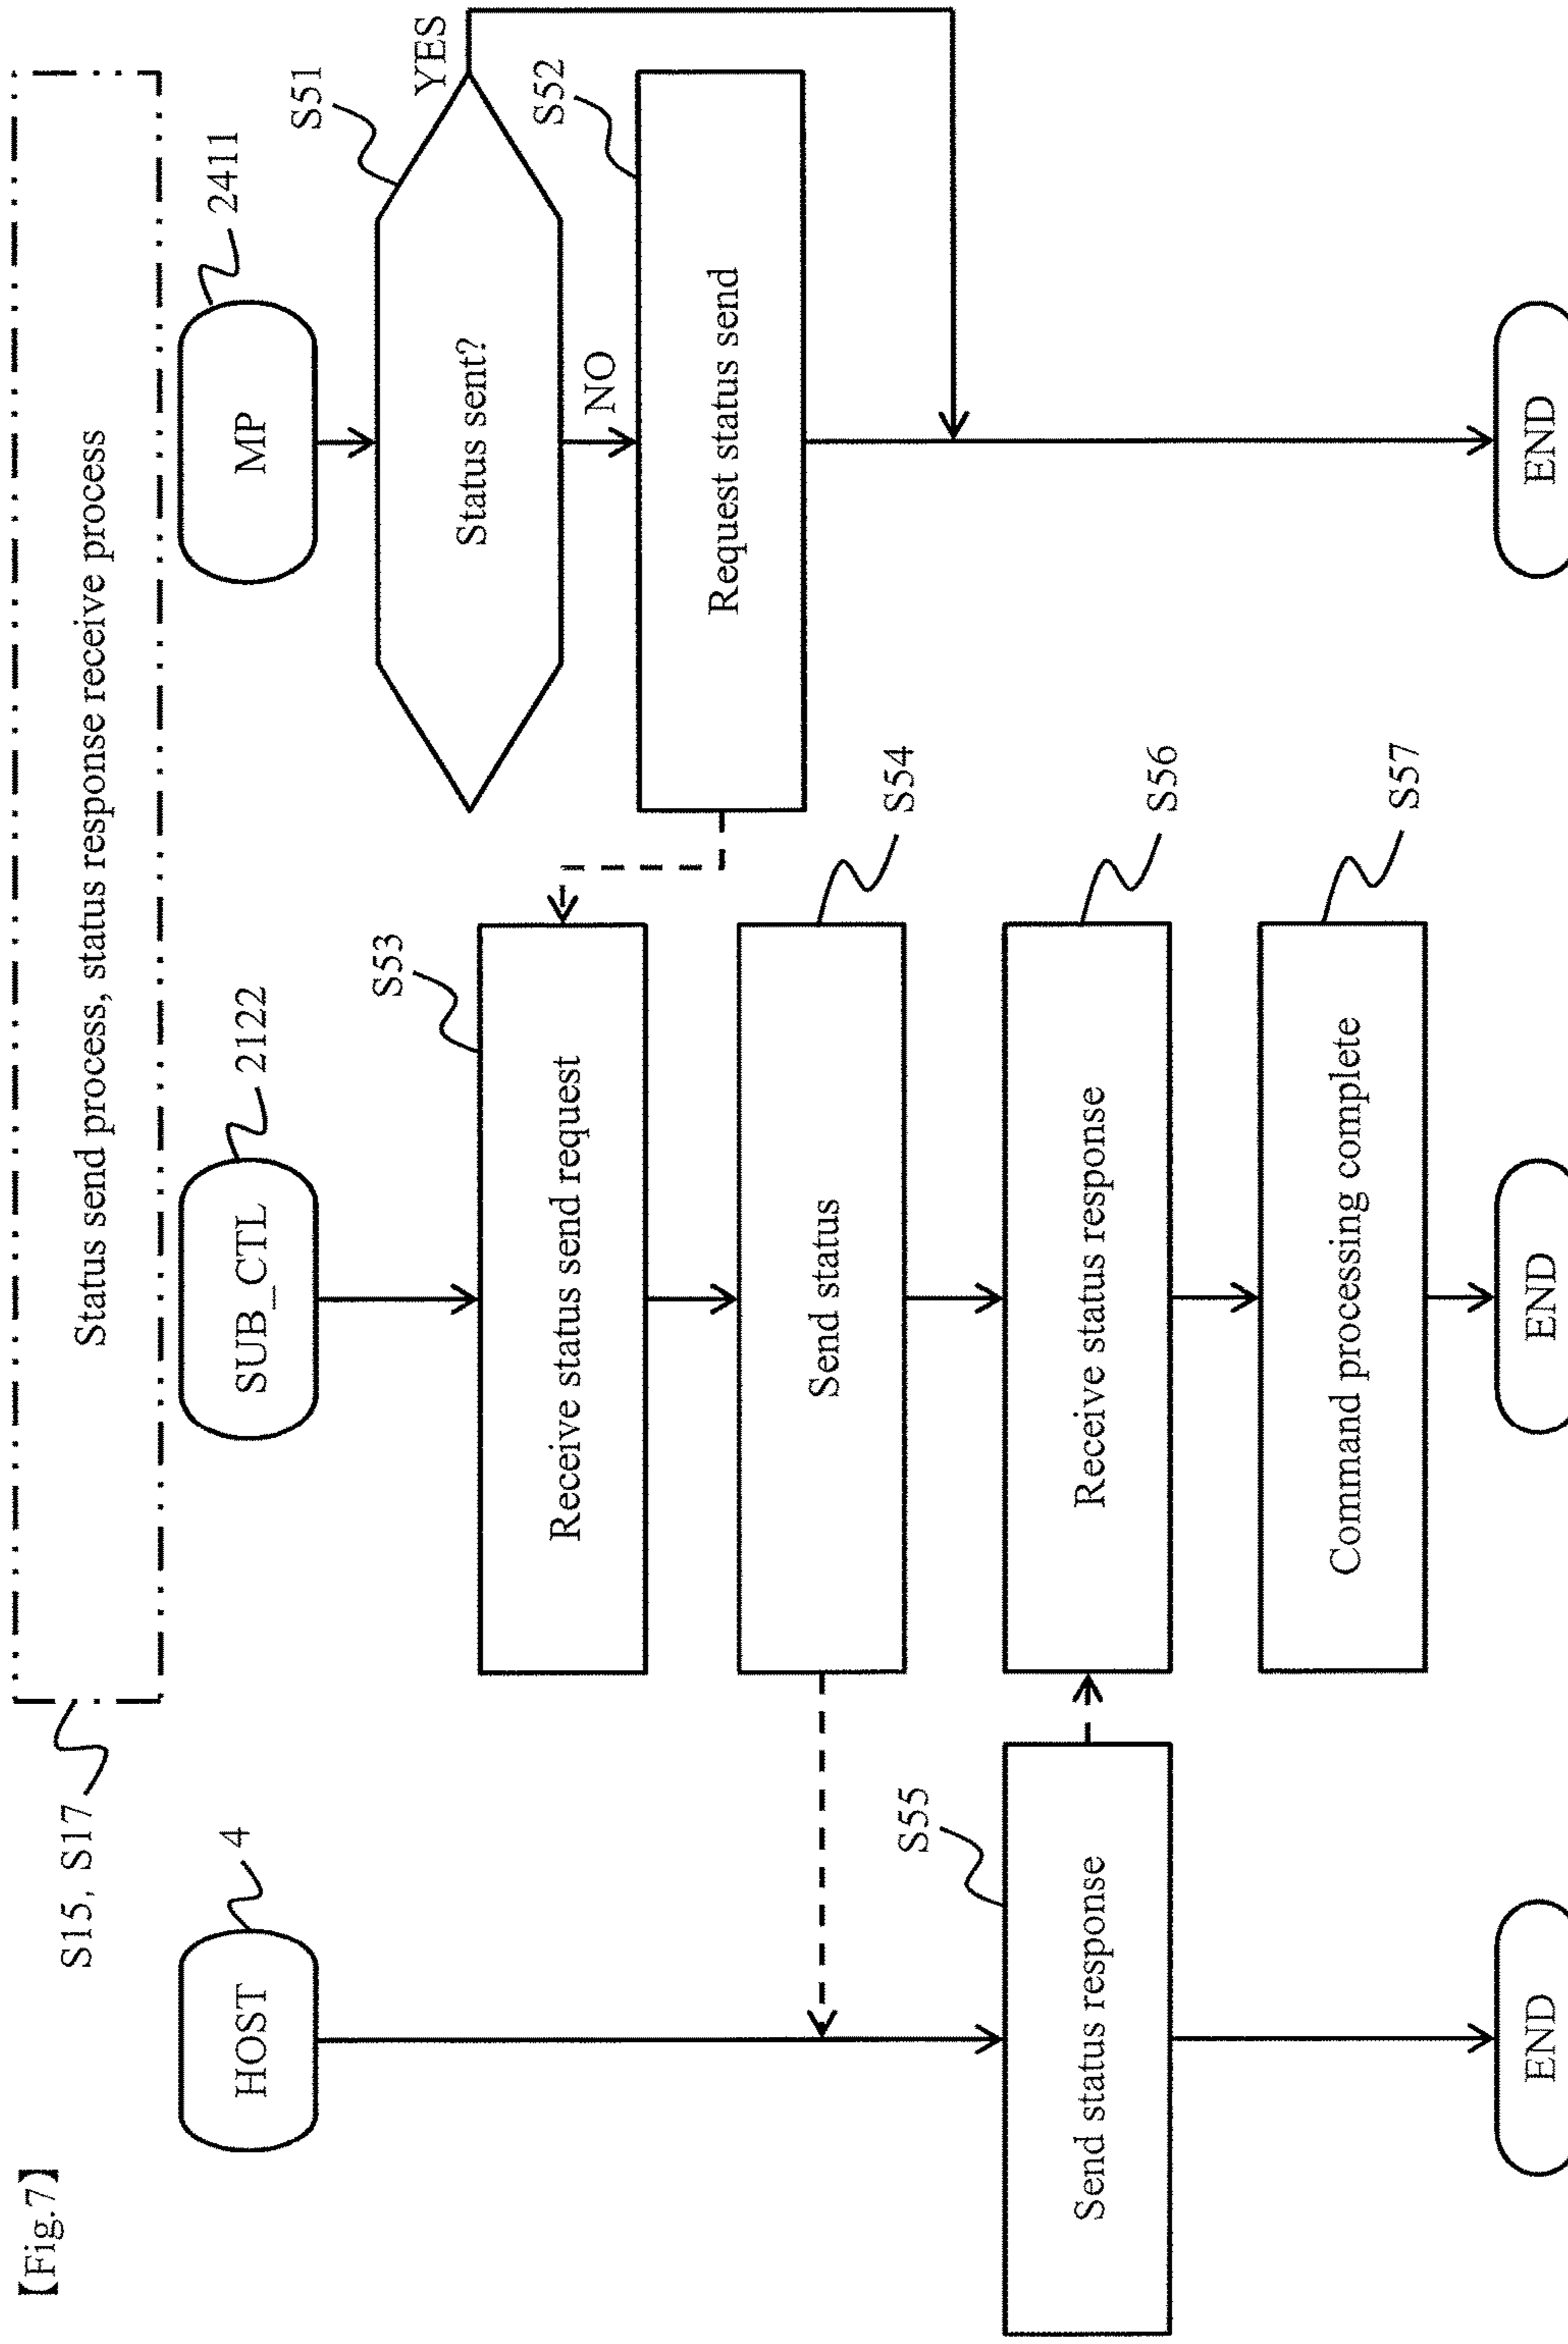 【Fig.7】
S15, S17
Status send process, status response receive process
HOST
4
SUB_CTL
2122
MP
2411
Status sent?
S51
YES
NO
Request status send
S52
Receive status send request
S53
Send status
S54
Send status response
S55
Receive status response
S56
Command processing complete
S57
END
END
END